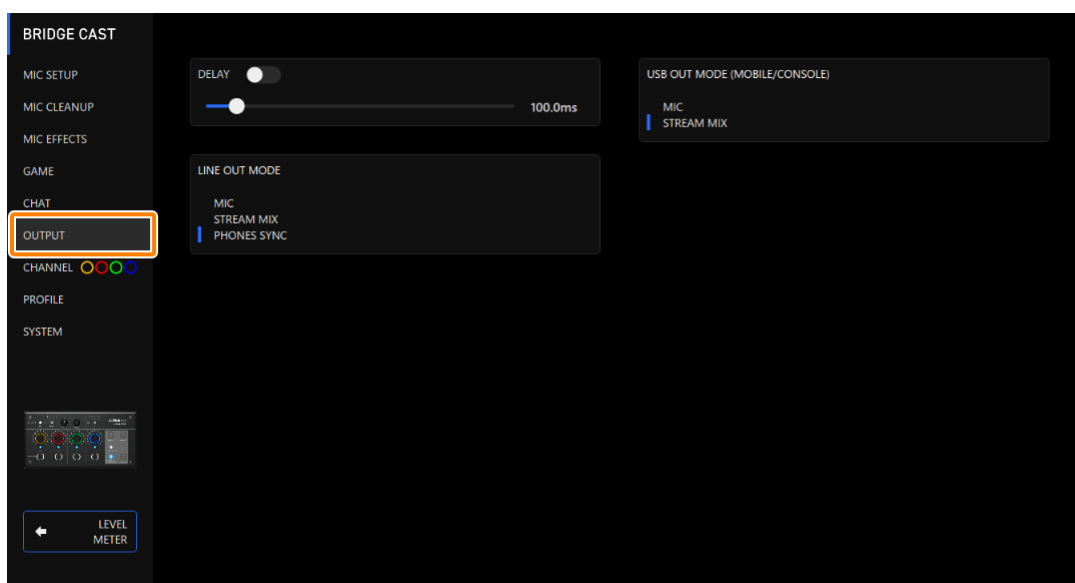 BRIDGE CAST
MIC SETUP
MIC CLEANUP
MIC EFFECTS
GAME
CHAT
OUTPUT
CHANNEL
PROFILE
SYSTEM
LEVEL
METER
DELAY
100.0ms
LINE OUT MODE
MIC
STREAM MIX
PHONES SYNC
USB OUT MODE (MOBILE/CONSOLE)
MIC
STREAM MIX